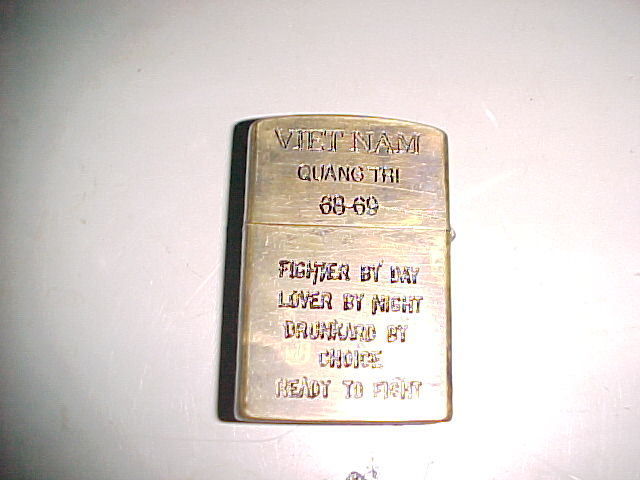 VIET NAM
QUANG TRI
68-69
FIGHTER BY DAY
LOVER BY NIGHT
DRUNKARD BY
CHOICE
READY TO FIGHT